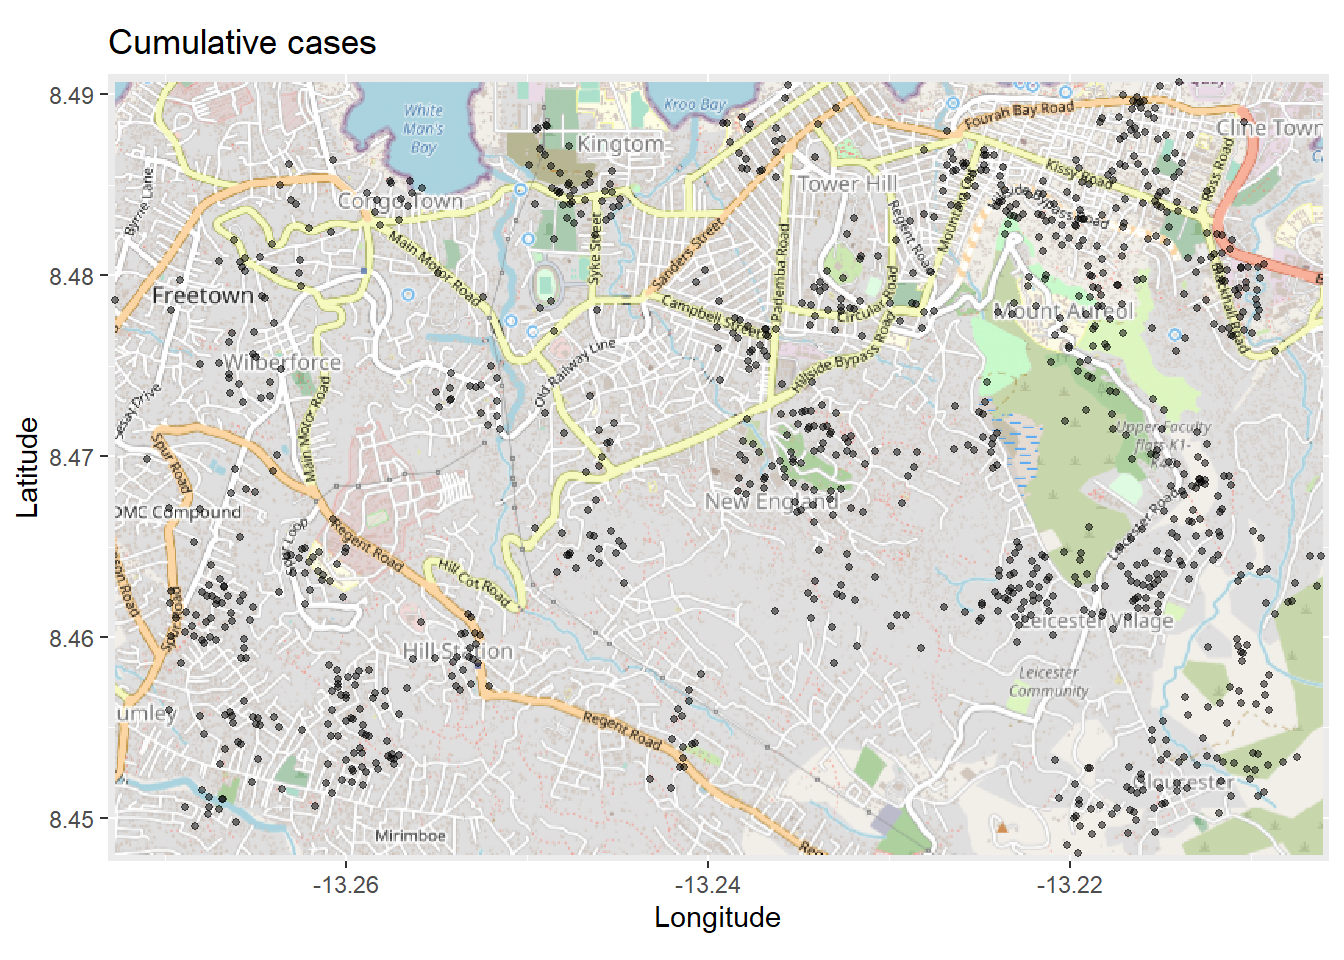 Cumulative cases
Latitude
8.49
8.48
8.47
8.46
8.45
White
Man's
Bay
Kroo Bay
Kingtom
Fourah Bay Road
Cline Town
Byrne Lane
Congo Town
Tower Hill
Kissy Road
Ross Road
Main Motor Road
Syke Street
Sanders Street
Pademba Road
Regent Road
Mountain
Freetown
Campbell Street
Circular Road
Mount Aureol
Wilberforce
Old Railway Line
Hillside Bypass Road
Main Motor Road
Spur Road
Upper Faculty
flats-K1-
New England
OMC Compound
Spur Loop
Regent Road
Leicester Road
Hill Cot Road
Leicester Village
Hill Station
Leicester
Community
umley
Regent Road
Gloucester
Mirimboe
-13.26
-13.24
-13.22
Longitude